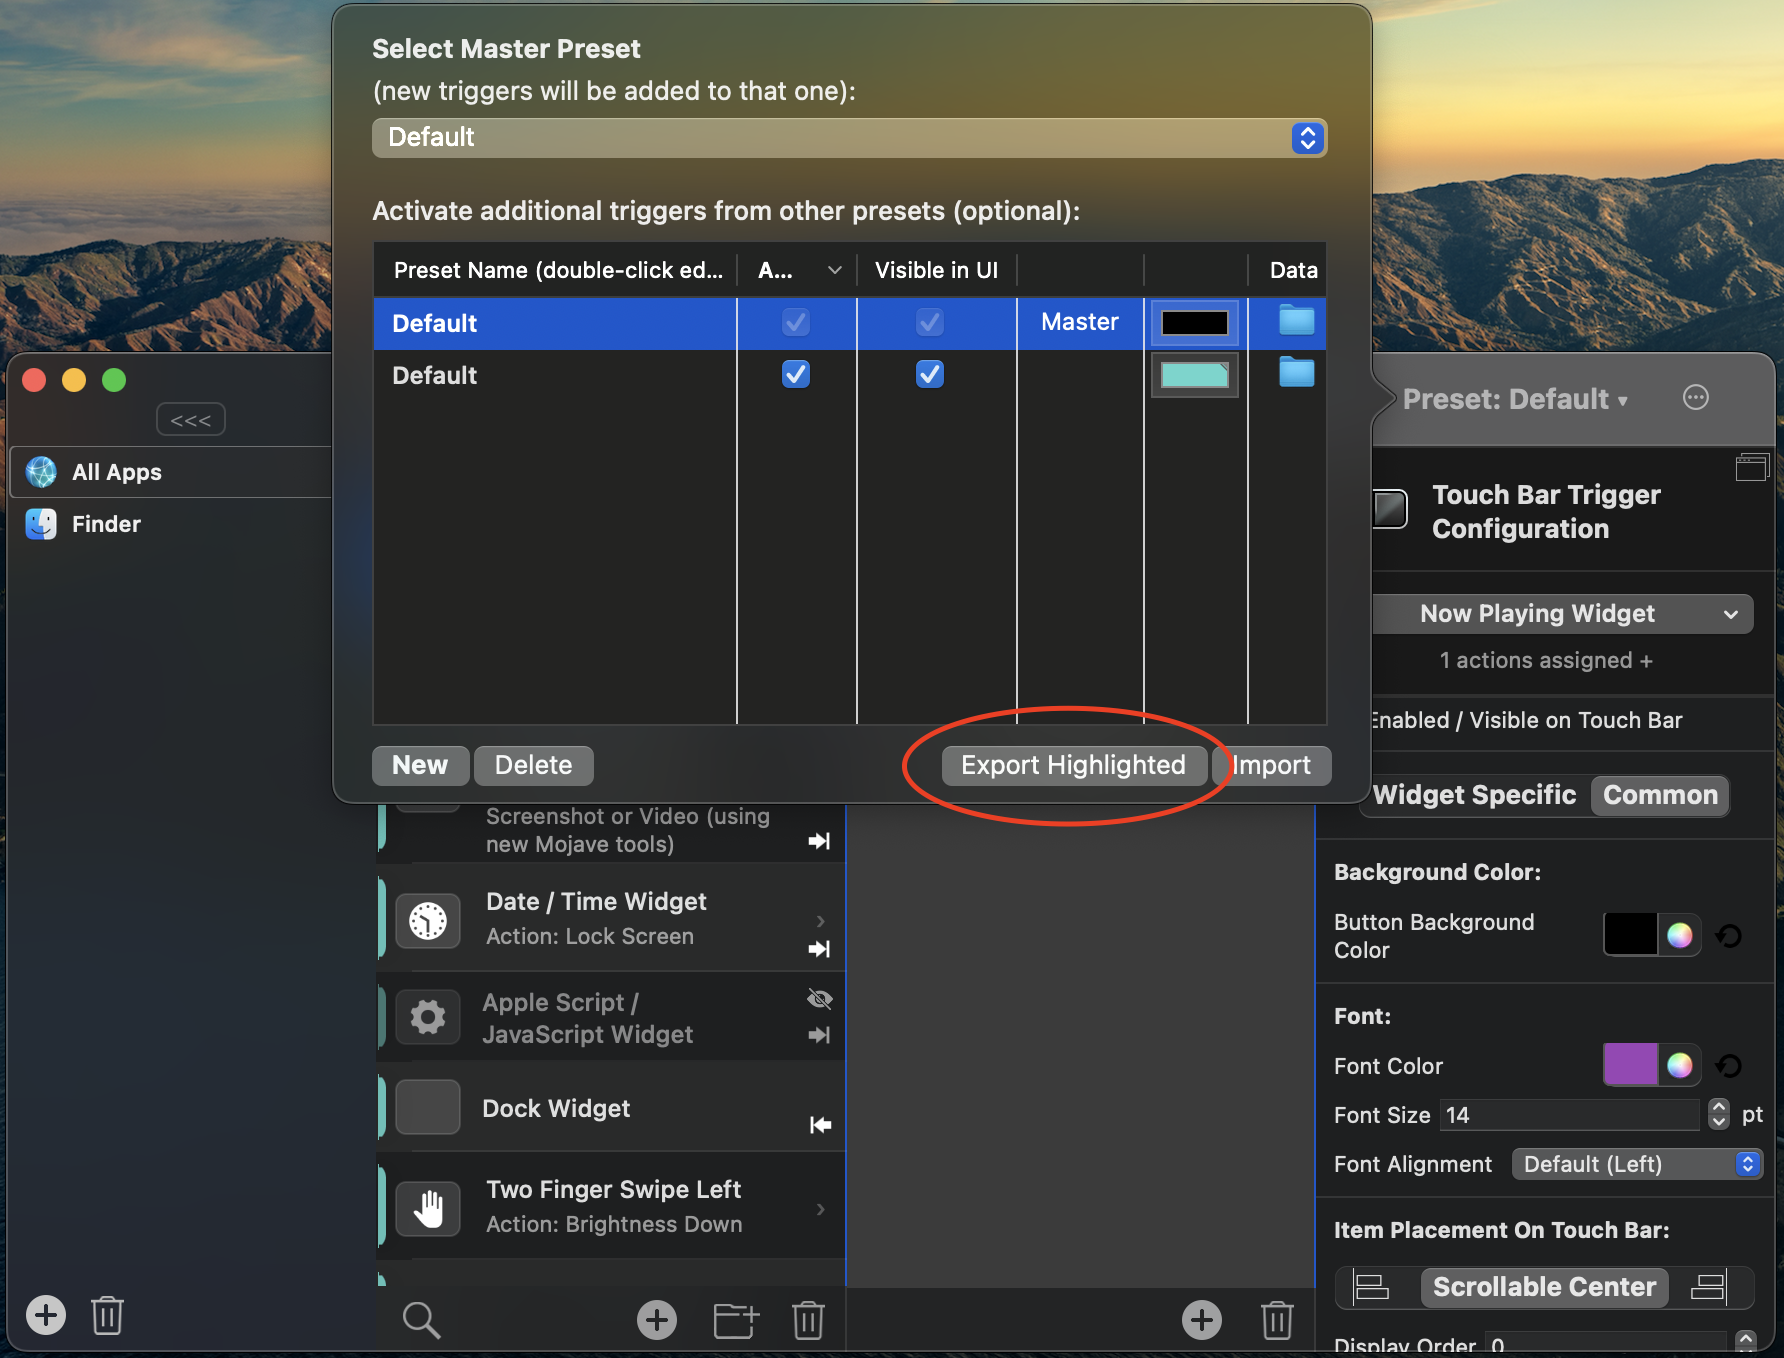 Select Master Preset
(new triggers will be added to that one):
Default
Activate additional triggers from other presets (optional):
Preset Name (double-click ed... A... Visible in UI Data
Default Master
Default
New Delete Export Highlighted Import
<<<
All Apps
Finder
Screenshot or Video (using
new Mojave tools)
Date / Time Widget
Action: Lock Screen
Apple Script /
JavaScript Widget
Dock Widget
Two Finger Swipe Left
Action: Brightness Down
Preset: Default ▾
Touch Bar Trigger
Configuration
Now Playing Widget
1 actions assigned +
Enabled / Visible on Touch Bar
Widget Specific Common
Background Color:
Button Background
Color
Font:
Font Color
Font Size 14 pt
Font Alignment Default (Left)
Item Placement On Touch Bar:
Scrollable Center
Display Order 0